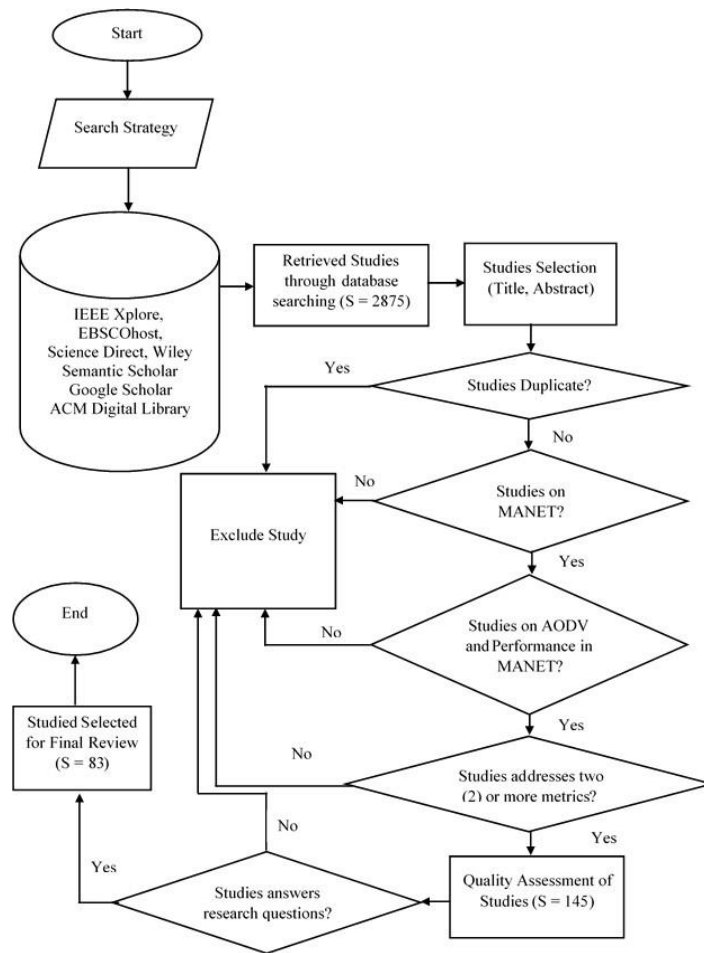 Start
Search Strategy
IEEE Xplore,
EBSCOhost,
Science Direct, Wiley
Semantic Scholar
Google Scholar
ACM Digital Library
Retrieved Studies
through database
searching (S = 2875)
Studies Selection
(Title, Abstract)
Studies Duplicate?
Yes
No
Studies on
MANET?
No
Yes
Exclude Study
Studies on AODV
and Performance in
MANET?
No
Yes
Studies addresses two
(2) or more metrics?
No
Yes
Quality Assessment of
Studies (S = 145)
Studies answers
research questions?
No
Yes
Studied Selected
for Final Review
(S = 83)
End